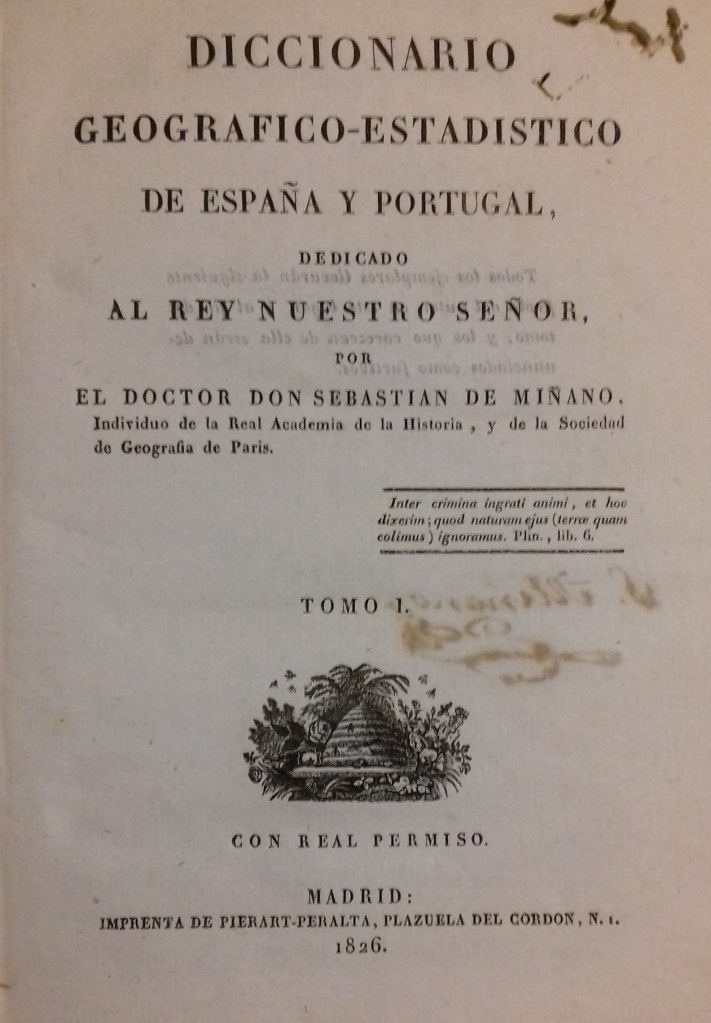 DICCIONARIO
GEOGRAFICO-ESTADISTICO
DE ESPAÑA Y PORTUGAL,
DEDICADO
AL REY NUESTRO SEÑOR,
POR
EL DOCTOR DON SEBASTIAN DE MIÑANO,
Individuo de la Real Academia de la Historia, y de la Sociedad
de Geografia de Paris.
Inter crimina ingrati animi, et hoc
dixerim; quod naturam ejus (terræ quam
colimus) ignoramus. Plin., lib. 6.
TOMO I.
CON REAL PERMISO.
MADRID:
IMPRENTA DE PIERART-PERALTA, PLAZUELA DEL CORDON, N. 1.
1826.